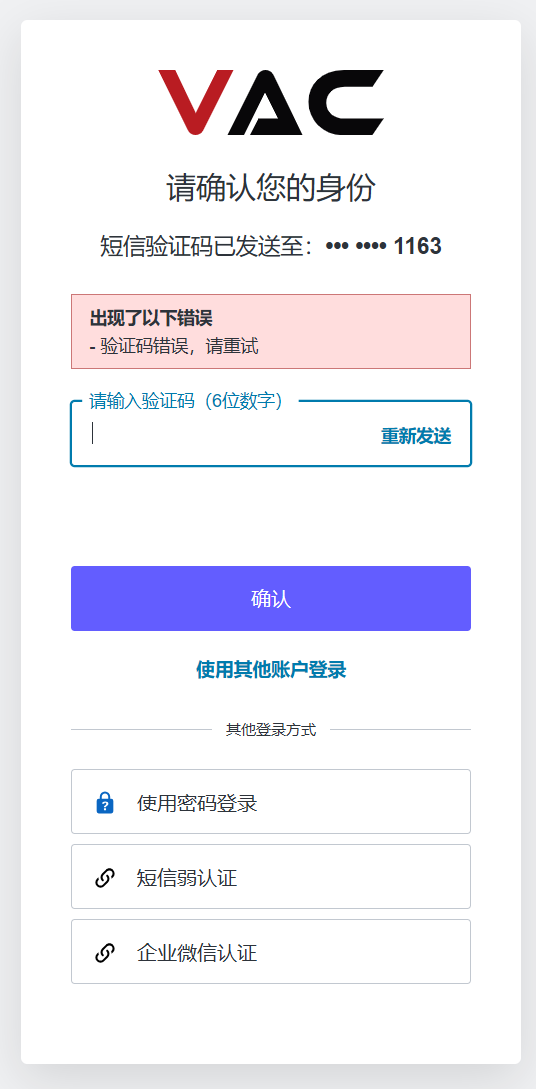 VAC
请确认您的身份
短信验证码已发送至：••• •••• 1163
出现了以下错误
- 验证码错误，请重试
请输入验证码（6位数字）
重新发送
确认
使用其他账户登录
其他登录方式
使用密码登录
短信弱认证
企业微信认证